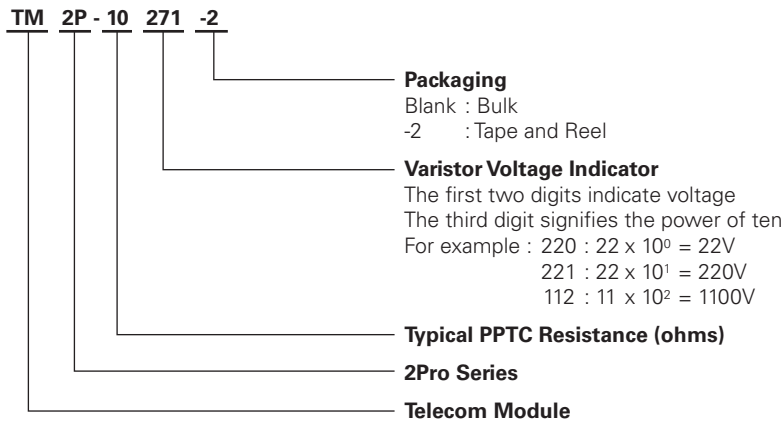 TM 2P - 10 271 -2
Packaging
Blank : Bulk
-2 : Tape and Reel
Varistor Voltage Indicator
The first two digits indicate voltage
The third digit signifies the power of ten
For example : 220 : 22 x 10⁰ = 22V
221 : 22 x 10¹ = 220V
112 : 11 x 10² = 1100V
Typical PPTC Resistance (ohms)
2Pro Series
Telecom Module